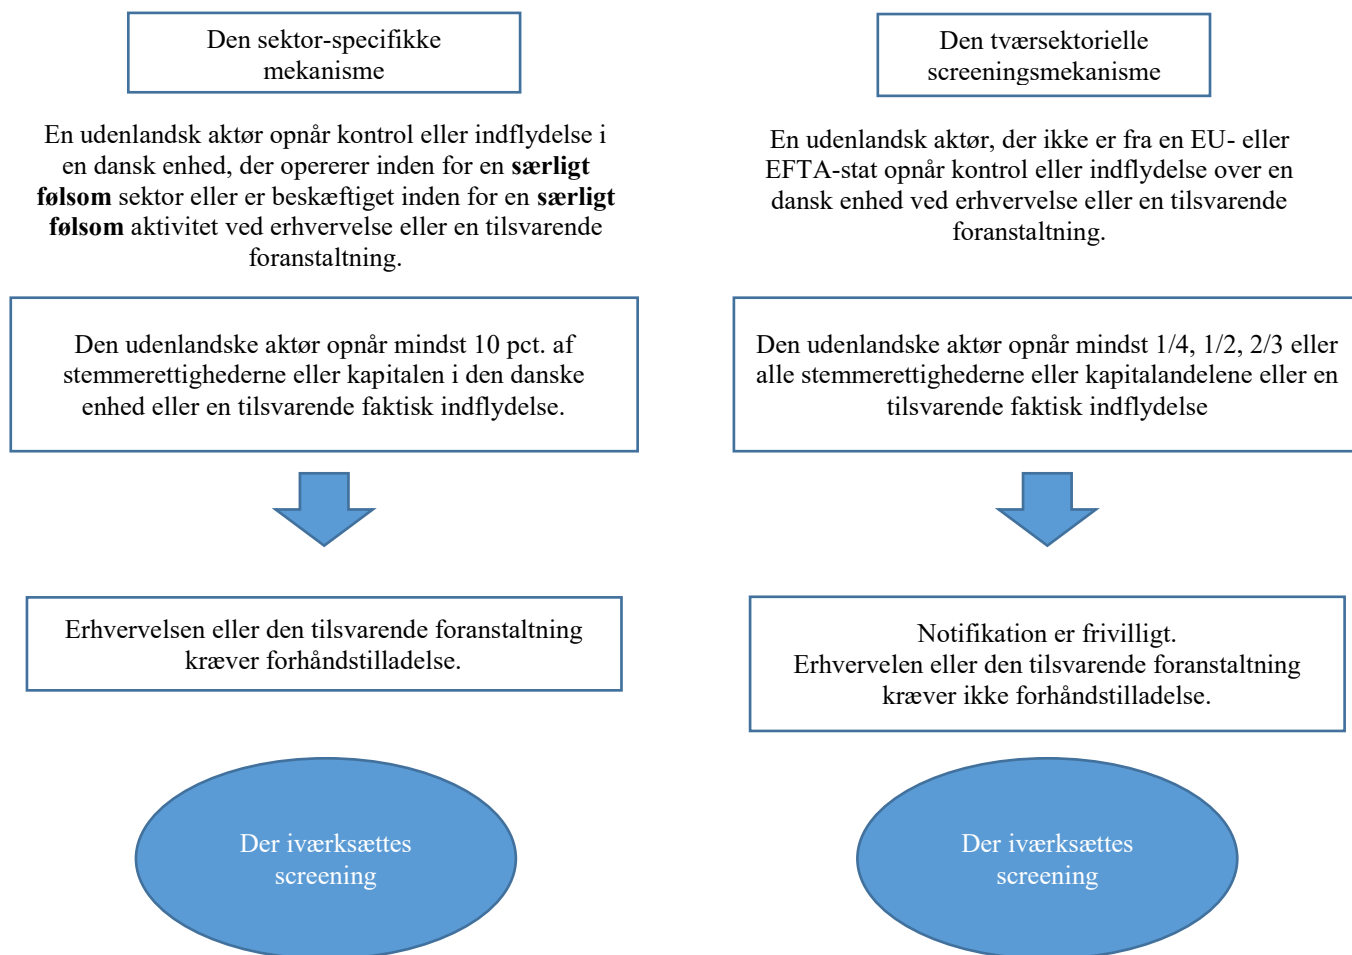 Den sektor-specifikke
mekanisme
En udenlandsk aktør opnår kontrol eller indflydelse i
en dansk enhed, der opererer inden for en særligt
følsom sektor eller er beskæftiget inden for en særligt
følsom aktivitet ved erhvervelse eller en tilsvarende
foranstaltning.
Den udenlandske aktør opnår mindst 10 pct. af
stemmerettighederne eller kapitalen i den danske
enhed eller en tilsvarende faktisk indflydelse.
Erhvervelsen eller den tilsvarende foranstaltning
kræver forhåndstilladelse.
Der iværksættes
screening
Den tværsektorielle
screeningsmekanisme
En udenlandsk aktør, der ikke er fra en EU- eller
EFTA-stat opnår kontrol eller indflydelse over en
dansk enhed ved erhvervelse eller en tilsvarende
foranstaltning.
Den udenlandske aktør opnår mindst 1/4, 1/2, 2/3 eller
alle stemmerettighederne eller kapitalandelene eller en
tilsvarende faktisk indflydelse
Notifikation er frivilligt.
Erhvervelen eller den tilsvarende foranstaltning
kræver ikke forhåndstilladelse.
Der iværksættes
screening